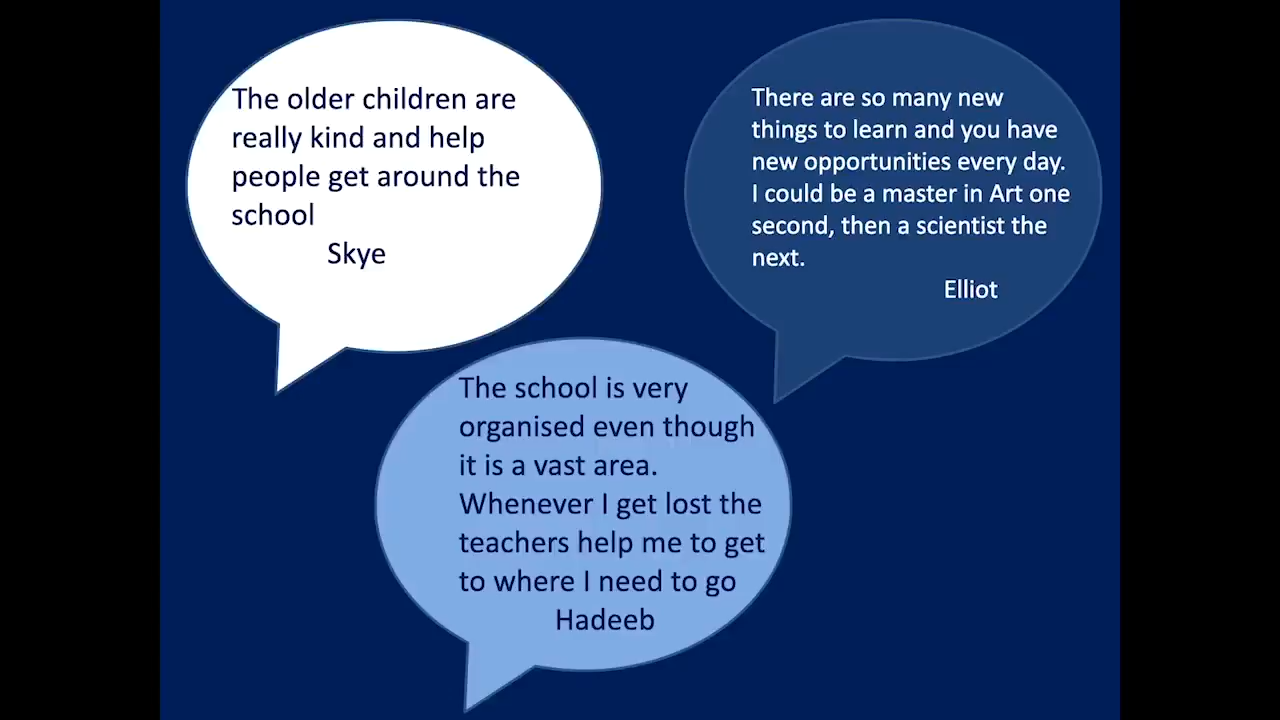 The older children are
really kind and help
people get around the
school
Skye
There are so many new
things to learn and you have
new opportunities every day.
I could be a master in Art one
second, then a scientist the
next.
Elliot
The school is very
organised even though
it is a vast area.
Whenever I get lost the
teachers help me to get
to where I need to go
Hadeeb